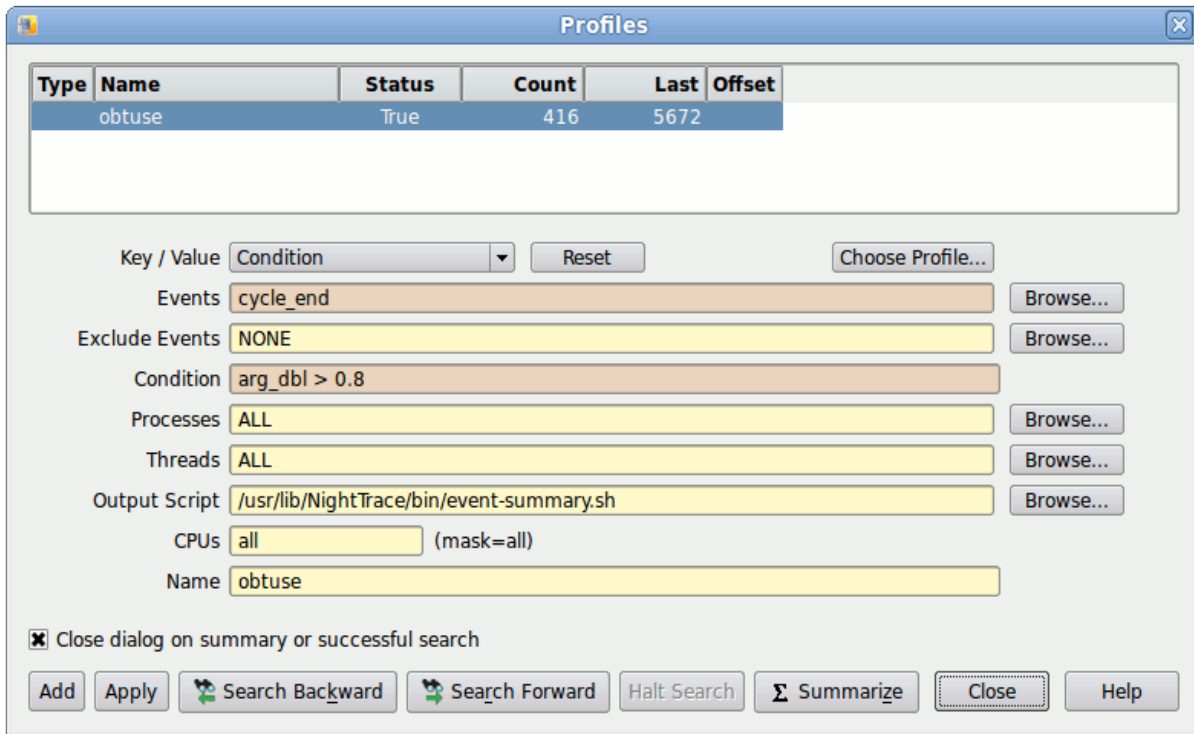 Profiles
Type Name Status Count Last Offset
obtuse True 416 5672
Key / Value Condition Reset Choose Profile...
Events cycle_end Browse...
Exclude Events NONE Browse...
Condition arg_dbl > 0.8
Processes ALL Browse...
Threads ALL Browse...
Output Script /usr/lib/NightTrace/bin/event-summary.sh Browse...
CPUs all (mask=all)
Name obtuse
Close dialog on summary or successful search
Add Apply Search Backward Search Forward Halt Search Σ Summarize Close Help